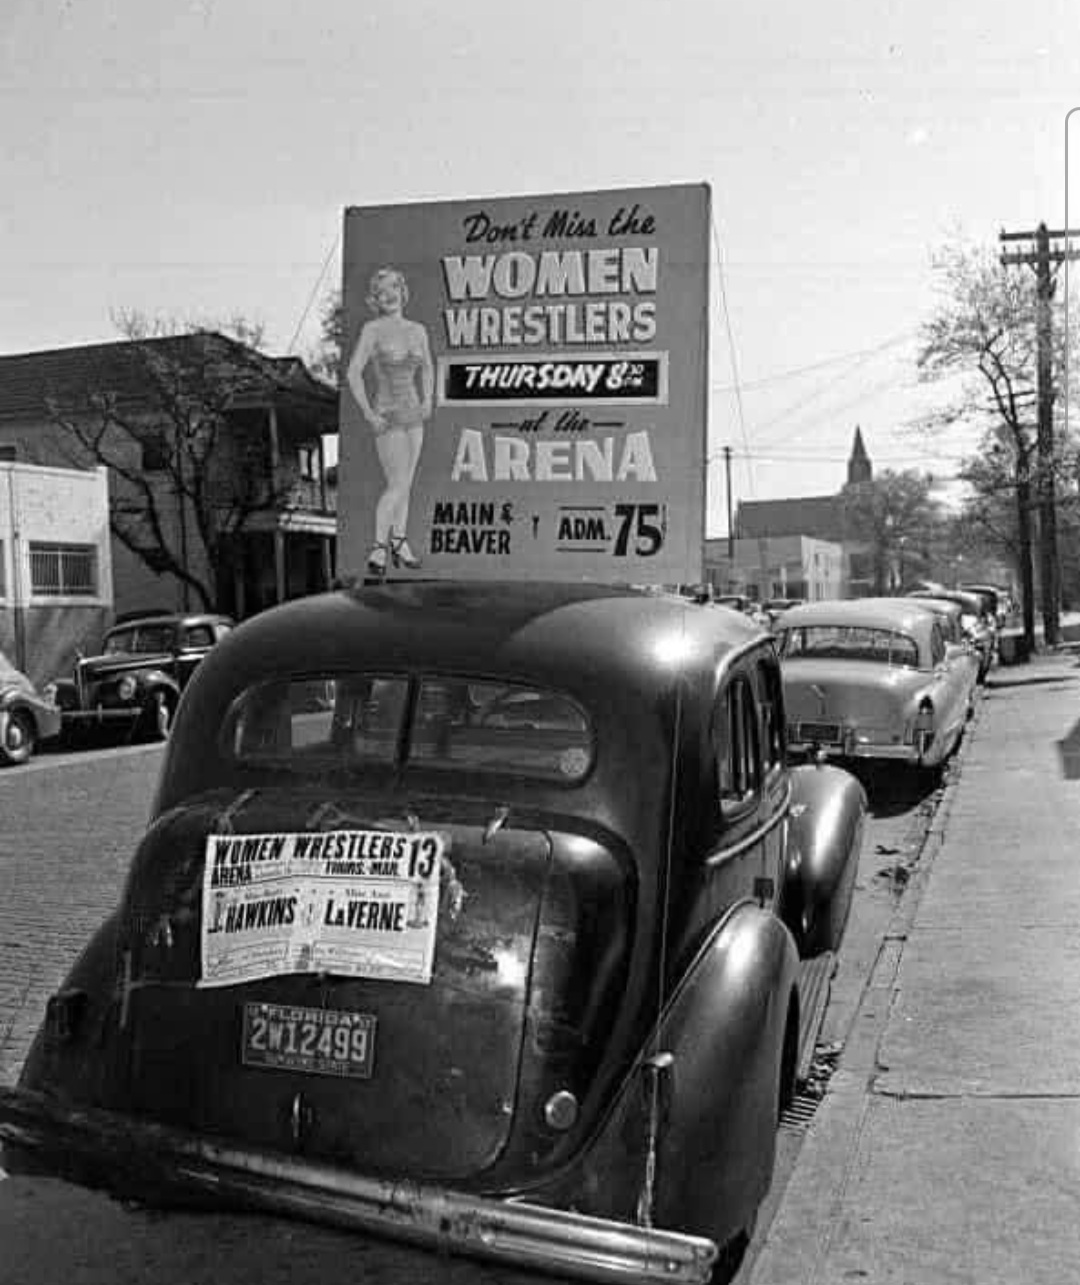 Don't Miss the
WOMEN
WRESTLERS
THURSDAY 8:30 PM
at the
ARENA
MAIN &
BEAVER
ADM. 75
WOMEN WRESTLERS
ARENA THURS.-MAR. 13
HAWKINS LAVERNE
FLORIDA
2W12499